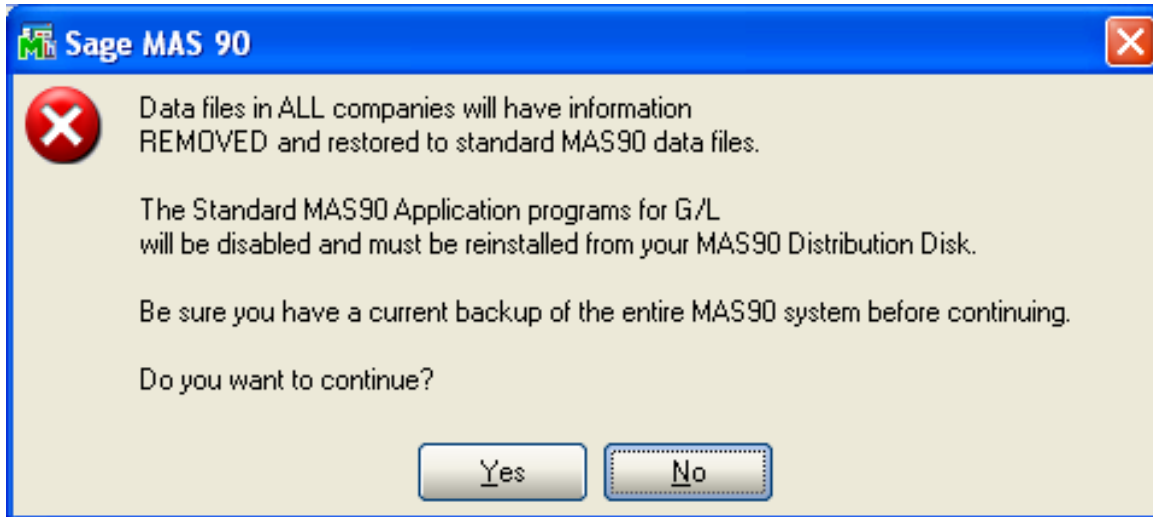 Sage MAS 90
Data files in ALL companies will have information
REMOVED and restored to standard MAS90 data files.
The Standard MAS90 Application programs for G/L
will be disabled and must be reinstalled from your MAS90 Distribution Disk.
Be sure you have a current backup of the entire MAS90 system before continuing.
Do you want to continue?
Yes
No